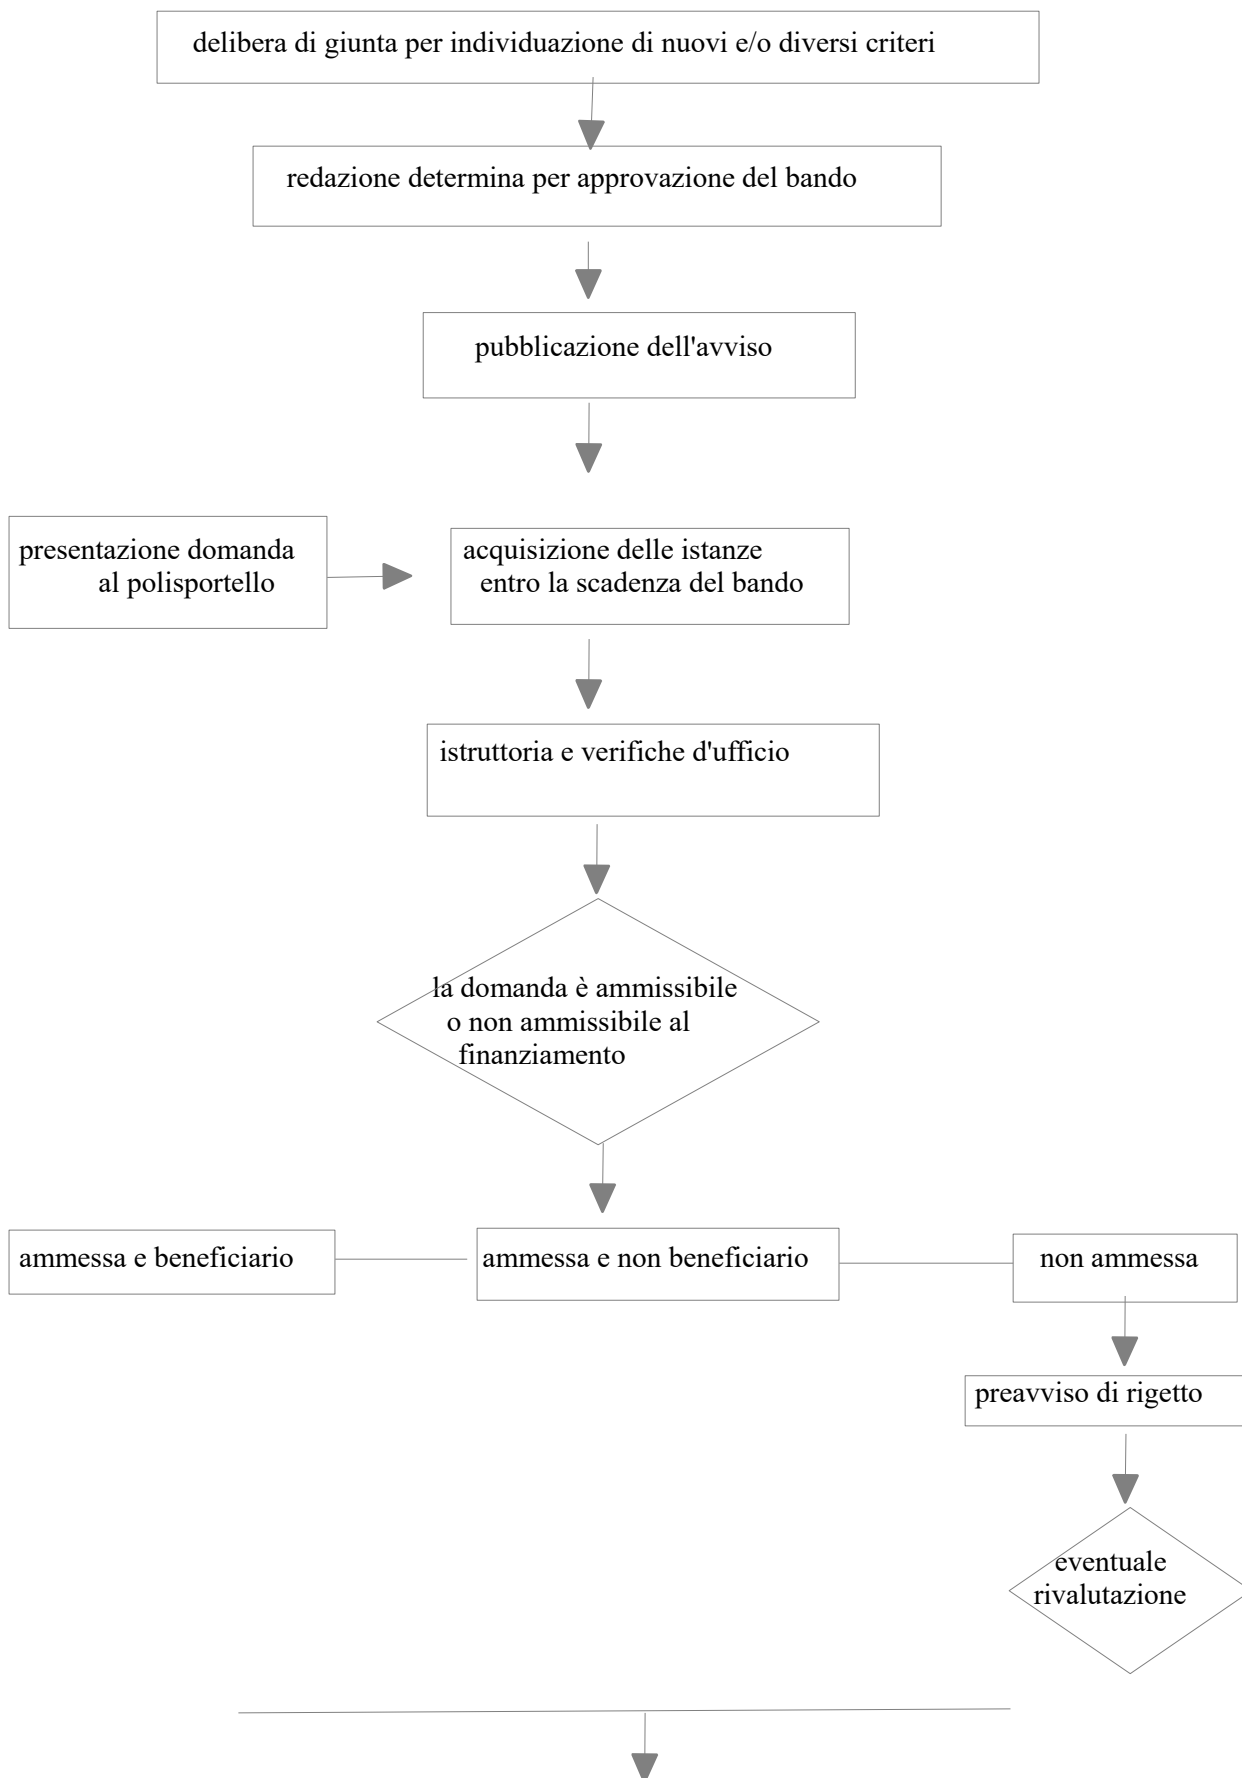 delibera di giunta per individuazione di nuovi e/o diversi criteri
redazione determina per approvazione del bando
pubblicazione dell'avviso
presentazione domanda
al polisportello
acquisizione delle istanze
entro la scadenza del bando
istruttoria e verifiche d'ufficio
la domanda è ammissibile
o non ammissibile al
finanziamento
ammessa e beneficiario
ammessa e non beneficiario
non ammessa
preavviso di rigetto
eventuale
rivalutazione